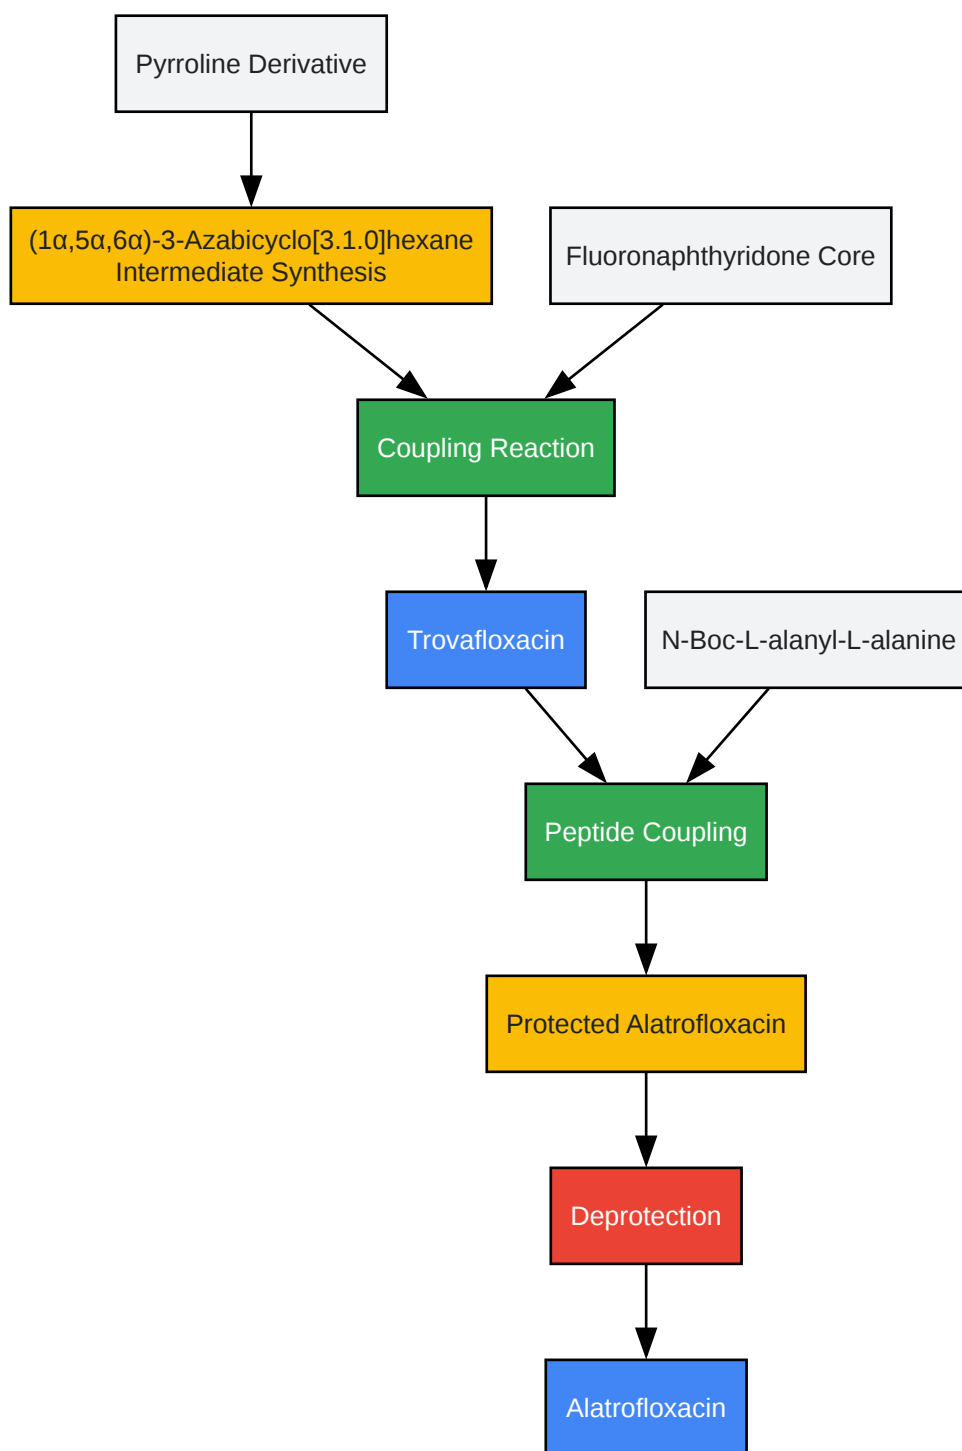 Pyrroline Derivative
(1α,5α,6α)-3-Azabicyclo[3.1.0]hexane
Intermediate Synthesis
Fluoronaphthyridone Core
Coupling Reaction
Trovafloxacin
N-Boc-L-alanyl-L-alanine
Peptide Coupling
Protected Alatrofloxacin
Deprotection
Alatrofloxacin